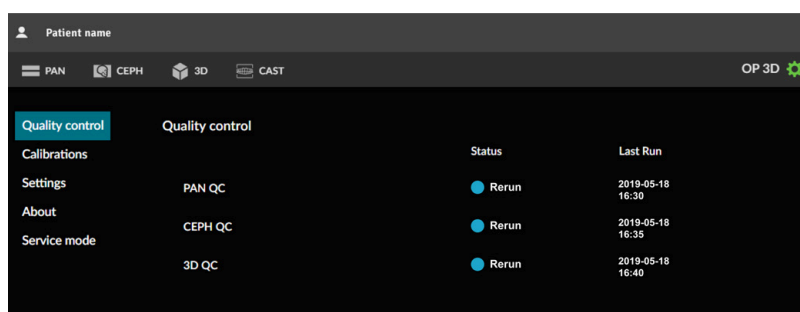 Patient name
PAN CEPH 3D CAST OP 3D
Quality control
Calibrations
Settings
About
Service mode
Quality control
Status Last Run
PAN QC Rerun 2019-05-18
16:30
CEPH QC Rerun 2019-05-18
16:35
3D QC Rerun 2019-05-18
16:40